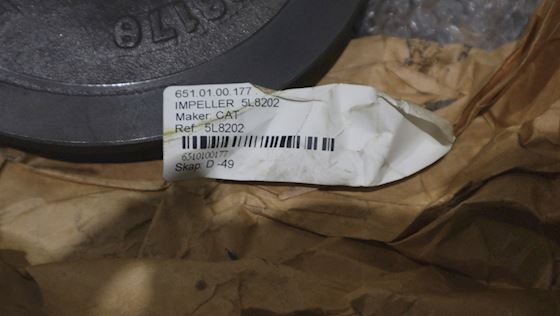 651.01.00.177
IMPELLER 5L8202
Maker CAT
Ref. 5L8202
6510100177
Skap D -49